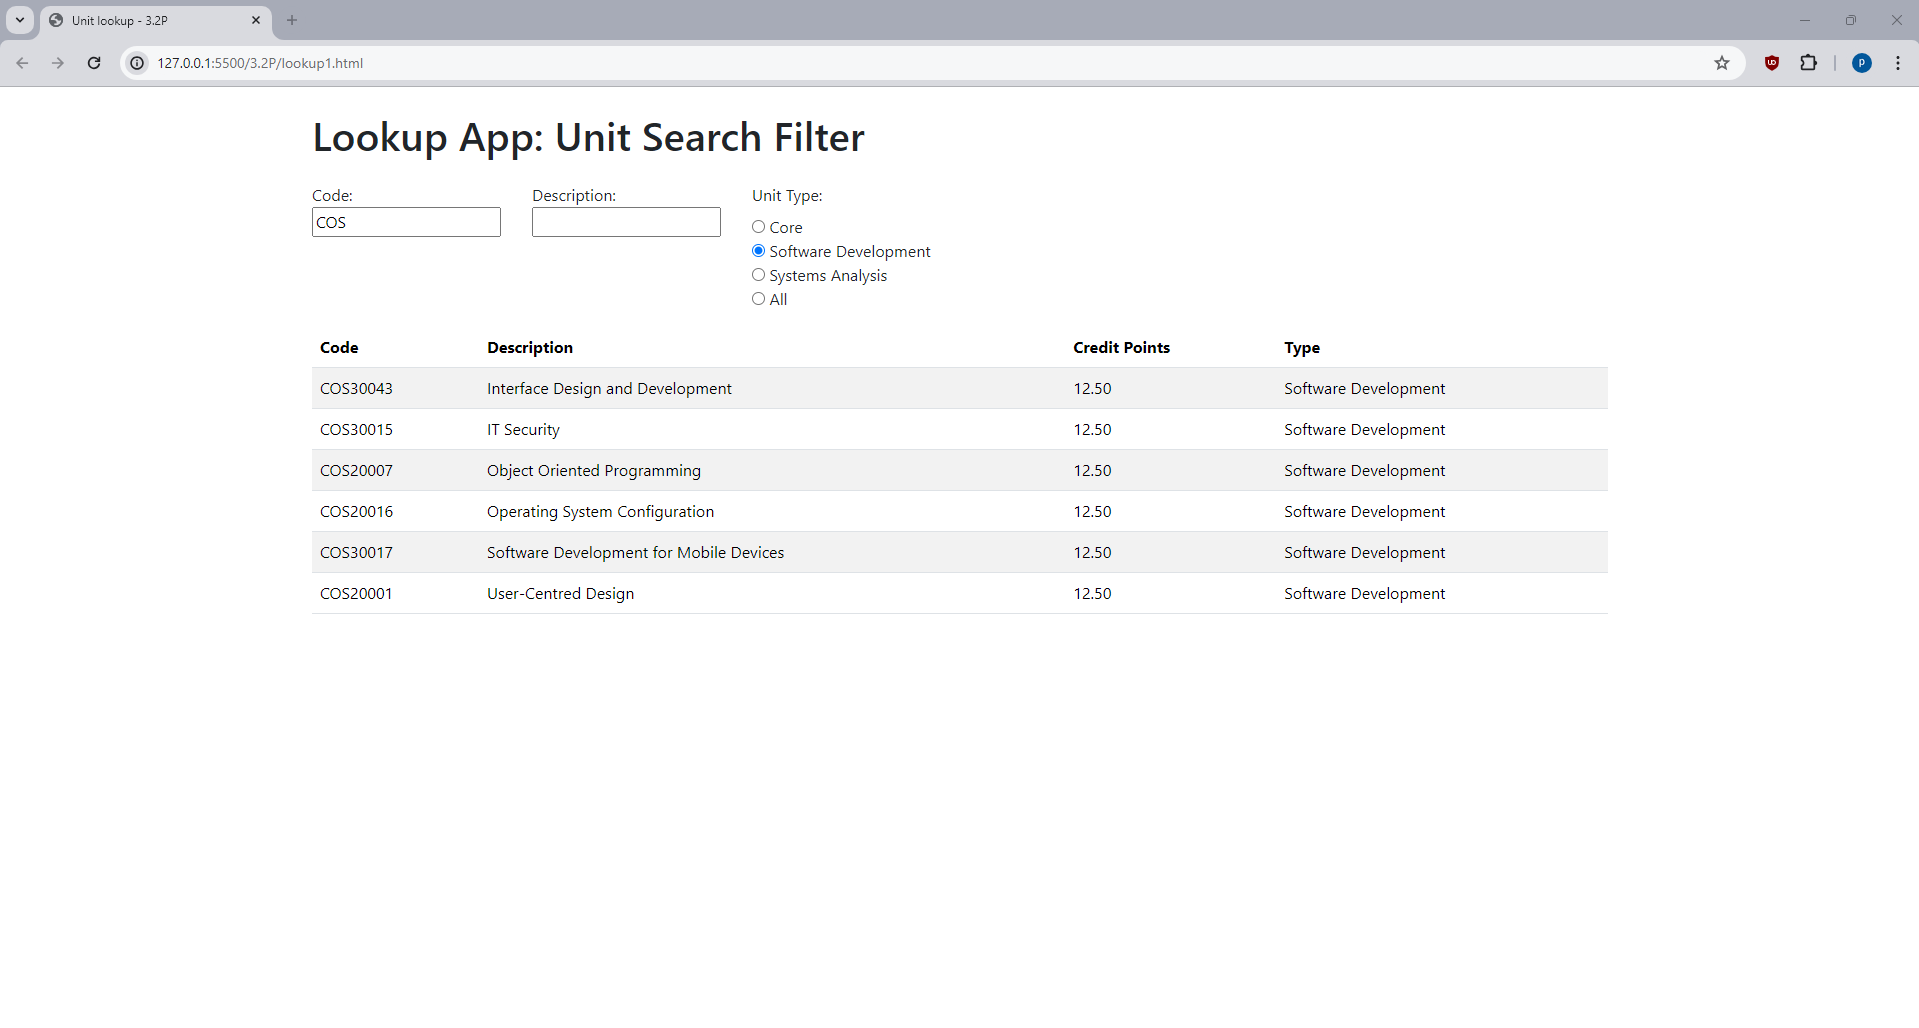 Unit lookup - 3.2P
127.0.0.1:5500/3.2P/lookup1.html
P
Lookup App: Unit Search Filter
Code: Description: Unit Type:
COS
Core
Software Development
Systems Analysis
All
Code Description Credit Points Type
COS30043 Interface Design and Development 12.50 Software Development
COS30015 IT Security 12.50 Software Development
COS20007 Object Oriented Programming 12.50 Software Development
COS20016 Operating System Configuration 12.50 Software Development
COS30017 Software Development for Mobile Devices 12.50 Software Development
COS20001 User-Centred Design 12.50 Software Development